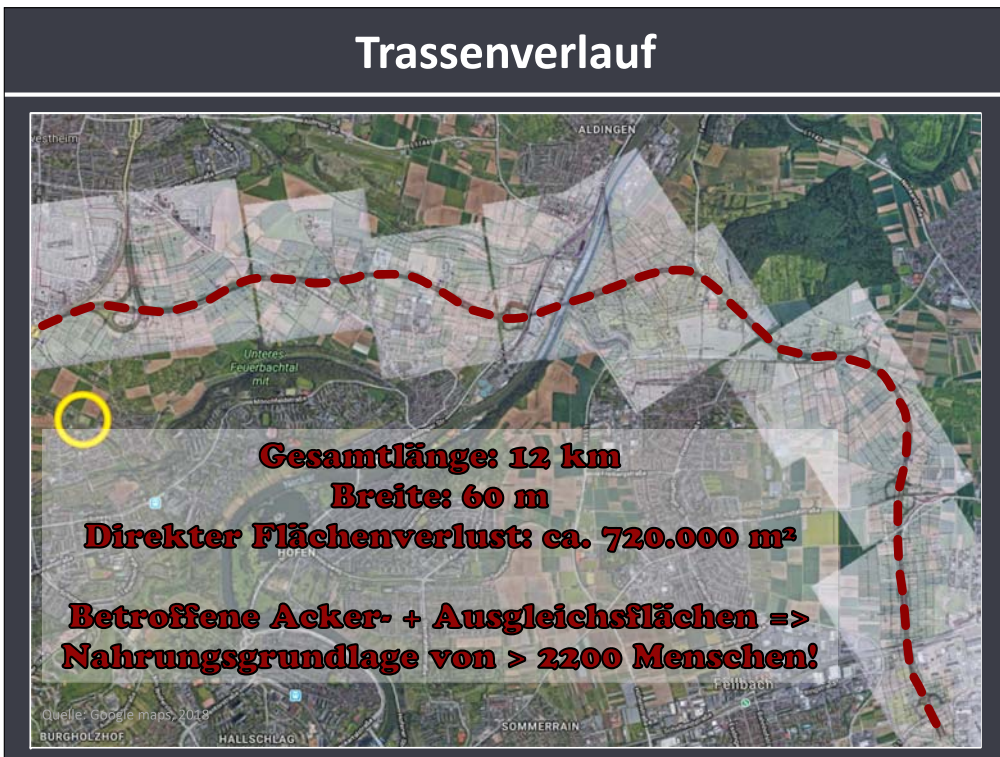 Trassenverlauf
ALDINGEN
Unteres
Feuerbachtal
mit
Gesamtlänge: 12 km
Breite: 60 m
Direkter Flächenverlust: ca. 720.000 m²
HOFEN
Betroffene Acker- + Ausgleichsflächen =>
Nahrungsgrundlage von > 2200 Menschen!
Fellbach
Quelle: Google maps, 2018
SOMMERRAIN
BURGHOLZHOF
HALLSCHLAG